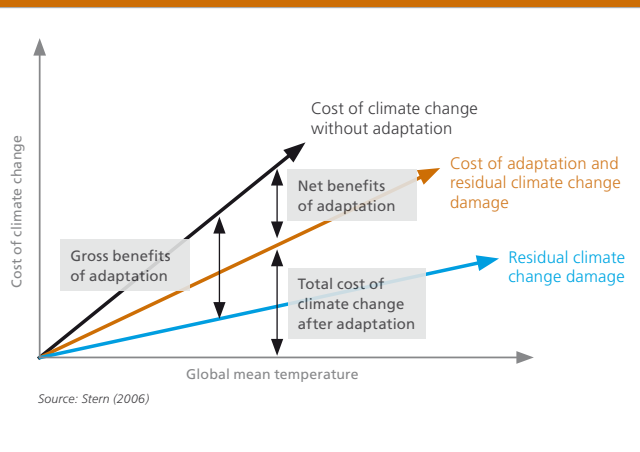 Cost of climate change
Cost of climate change
without adaptation
Cost of adaptation and
residual climate change
damage
Net benefits
of adaptation
Gross benefits
of adaptation
Residual climate
change damage
Total cost of
climate change
after adaptation
Global mean temperature
Source: Stern (2006)